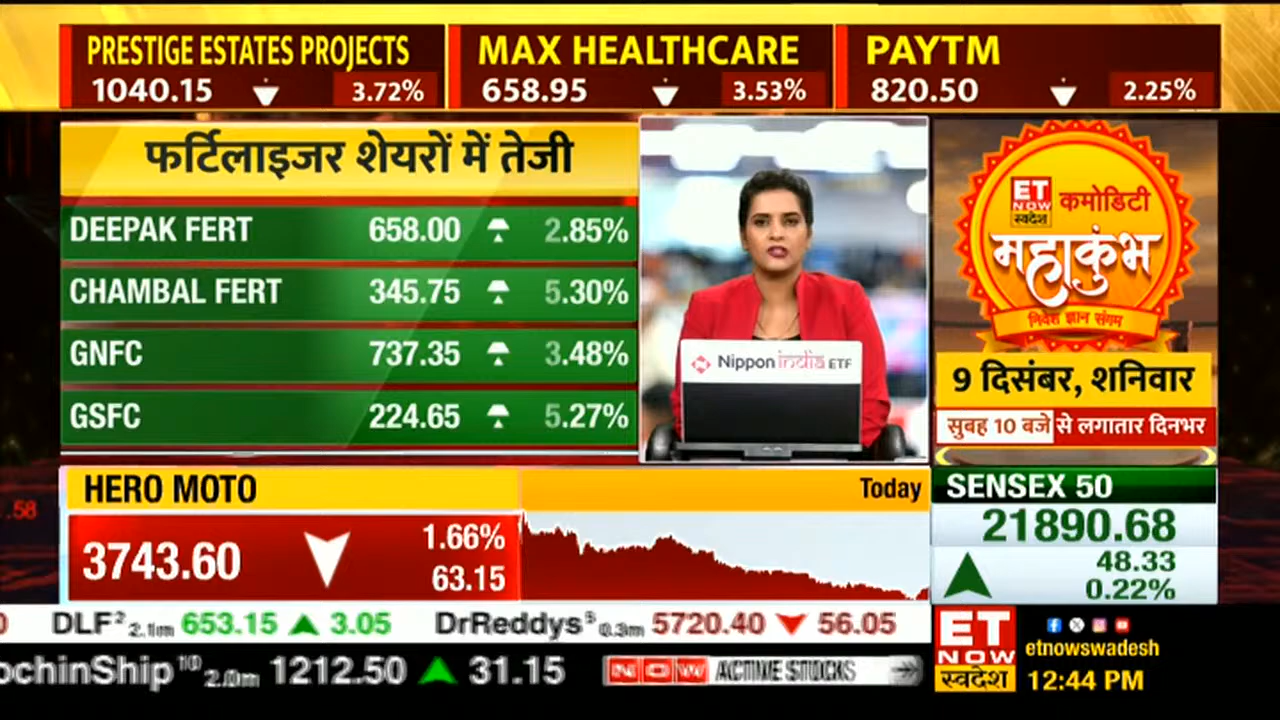 PRESTIGE ESTATES PROJECTS
1040.15 3.72%
MAX HEALTHCARE
658.95 3.53%
PAYTM
820.50 2.25%
फर्टिलाइजर शेयरों में तेजी
DEEPAK FERT 658.00 2.85%
CHAMBAL FERT 345.75 5.30%
GNFC 737.35 3.48%
GSFC 224.65 5.27%
Nippon india ETF
ET NOW स्वदेश
कमोडिटी
महाकुंभ
निवेश ज्ञान संगम
9 दिसंबर, शनिवार
सुबह 10 बजे से लगातार दिनभर
.58
HERO MOTO
Today
3743.60
1.66%
63.15
SENSEX 50
21890.68
48.33
0.22%
0 DLF² 2.1m 653.15 ▲ 3.05 DrReddys⁵ 0.3m 5720.40 ▼ 56.05
ochinShip¹⁰ 2.0m 1212.50 ▲ 31.15 NOW ACTIVE STOCKS
ET NOW स्वदेश
etnowswadesh
12:44 PM